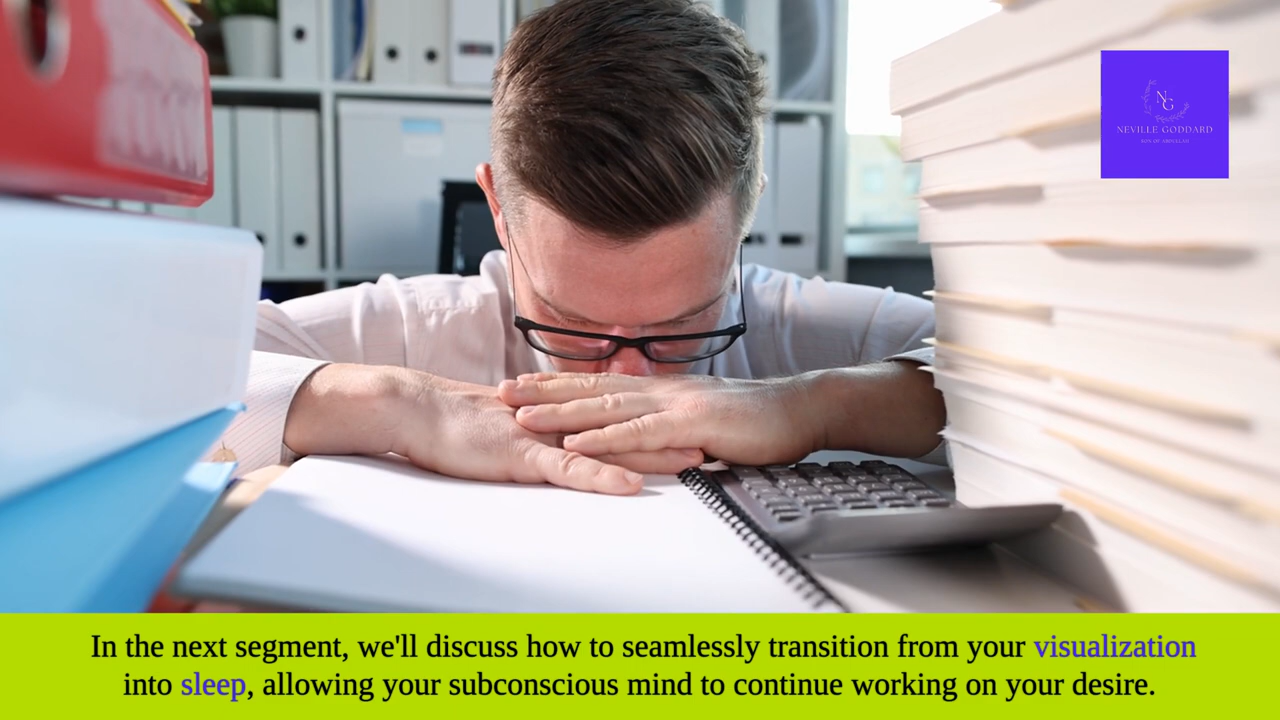 NG
NEVILLE GODDARD
In the next segment, we'll discuss how to seamlessly transition from your visualization
into sleep, allowing your subconscious mind to continue working on your desire.